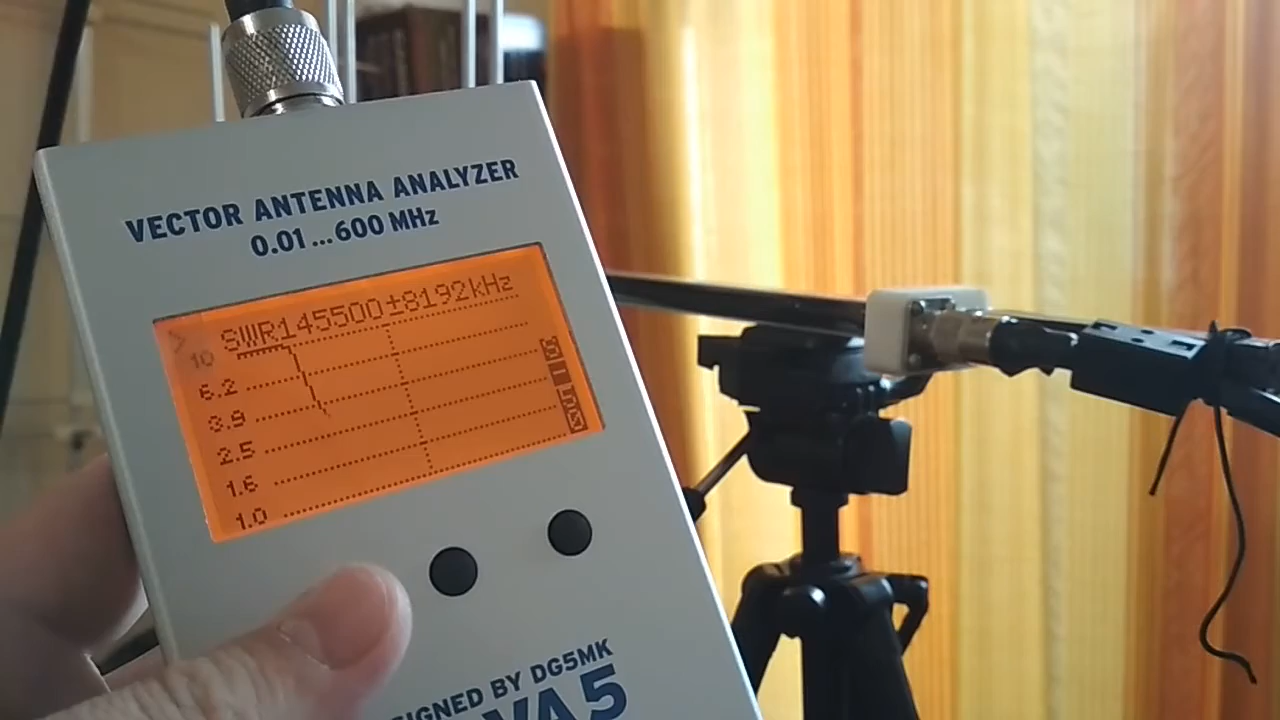 VECTOR ANTENNA ANALYZER
0.01 ... 600 MHz
SWR145500±8192kHz
10
6.2
3.9
2.5
1.6
1.0
SIGNED BY DG5MK
VA5